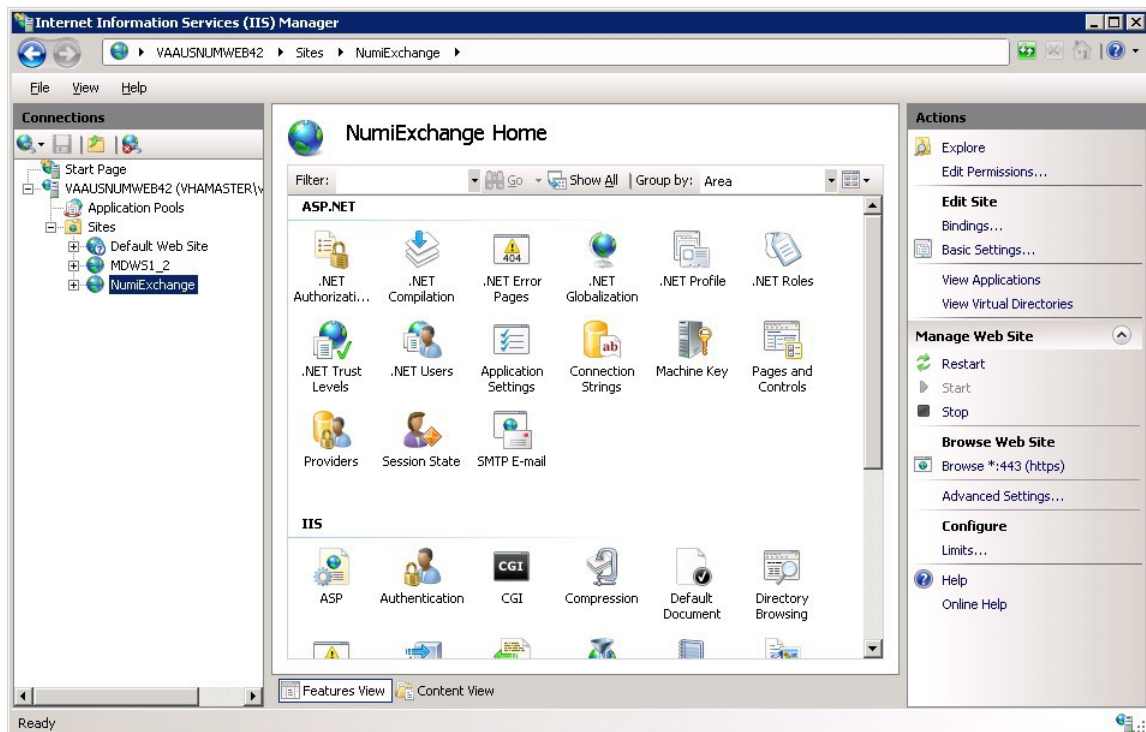 Internet Information Services (IIS) Manager
VAAUSNUMWEB42 Sites NumiExchange
File View Help
Connections
Start Page
VAAUSNUMWEB42 (VHAMASTER\v
Application Pools
Sites
Default Web Site
MDWS1_2
NumiExchange
NumiExchange Home
Filter: Go Show All Group by: Area
ASP.NET
.NET Authorizati...
.NET Compilation
.NET Error Pages
.NET Globalization
.NET Profile
.NET Roles
.NET Trust Levels
.NET Users
Application Settings
Connection Strings
Machine Key
Pages and Controls
Providers
Session State
SMTP E-mail
IIS
ASP
Authentication
CGI
Compression
Default Document
Directory Browsing
Features View
Content View
Actions
Explore
Edit Permissions...
Edit Site
Bindings...
Basic Settings...
View Applications
View Virtual Directories
Manage Web Site
Restart
Start
Stop
Browse Web Site
Browse *:443 (https)
Advanced Settings...
Configure
Limits...
Help
Online Help
Ready